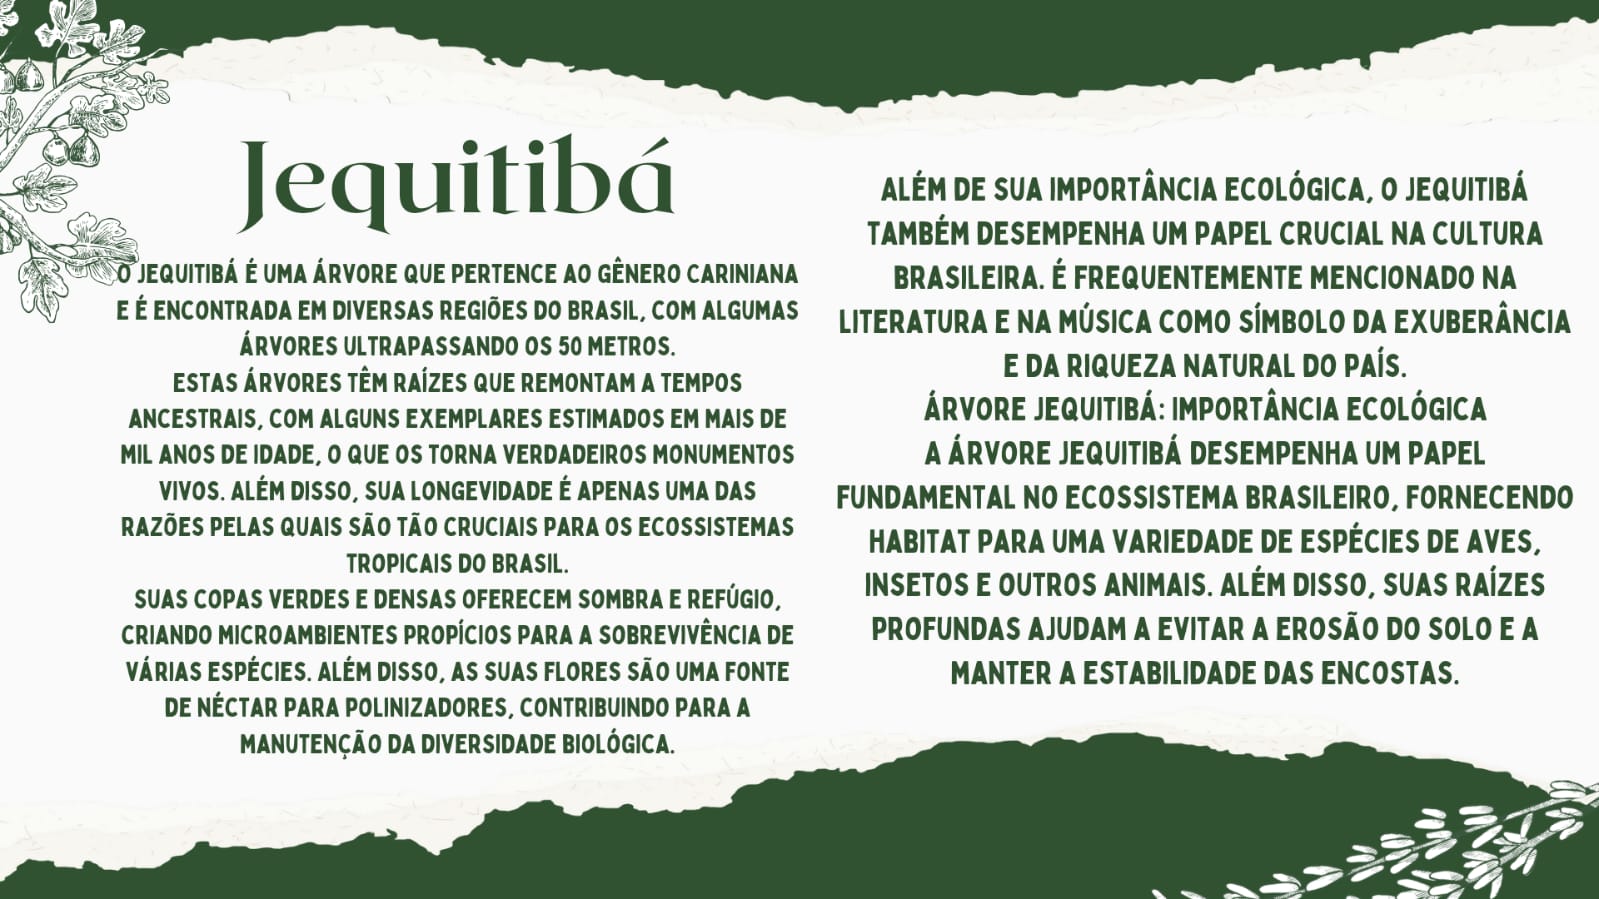 Jequitibá
O JEQUITIBÁ É UMA ÁRVORE QUE PERTENCE AO GÊNERO CARINIANA
E É ENCONTRADA EM DIVERSAS REGIÕES DO BRASIL, COM ALGUMAS
ÁRVORES ULTRAPASSANDO OS 50 METROS.
ESTAS ÁRVORES TÊM RAÍZES QUE REMONTAM A TEMPOS
ANCESTRAIS, COM ALGUNS EXEMPLARES ESTIMADOS EM MAIS DE
MIL ANOS DE IDADE, O QUE OS TORNA VERDADEIROS MONUMENTOS
VIVOS. ALÉM DISSO, SUA LONGEVIDADE É APENAS UMA DAS
RAZÕES PELAS QUAIS SÃO TÃO CRUCIAIS PARA OS ECOSSISTEMAS
TROPICAIS DO BRASIL.
SUAS COPAS VERDES E DENSAS OFERECEM SOMBRA E REFÚGIO,
CRIANDO MICROAMBIENTES PROPÍCIOS PARA A SOBREVIVÊNCIA DE
VÁRIAS ESPÉCIES. ALÉM DISSO, AS SUAS FLORES SÃO UMA FONTE
DE NÉCTAR PARA POLINIZADORES, CONTRIBUINDO PARA A
MANUTENÇÃO DA DIVERSIDADE BIOLÓGICA.
ALÉM DE SUA IMPORTÂNCIA ECOLÓGICA, O JEQUITIBÁ
TAMBÉM DESEMPENHA UM PAPEL CRUCIAL NA CULTURA
BRASILEIRA. É FREQUENTEMENTE MENCIONADO NA
LITERATURA E NA MÚSICA COMO SÍMBOLO DA EXUBERÂNCIA
E DA RIQUEZA NATURAL DO PAÍS.
ÁRVORE JEQUITIBÁ: IMPORTÂNCIA ECOLÓGICA
A ÁRVORE JEQUITIBÁ DESEMPENHA UM PAPEL
FUNDAMENTAL NO ECOSSISTEMA BRASILEIRO, FORNECENDO
HABITAT PARA UMA VARIEDADE DE ESPÉCIES DE AVES,
INSETOS E OUTROS ANIMAIS. ALÉM DISSO, SUAS RAÍZES
PROFUNDAS AJUDAM A EVITAR A EROSÃO DO SOLO E A
MANTER A ESTABILIDADE DAS ENCOSTAS.